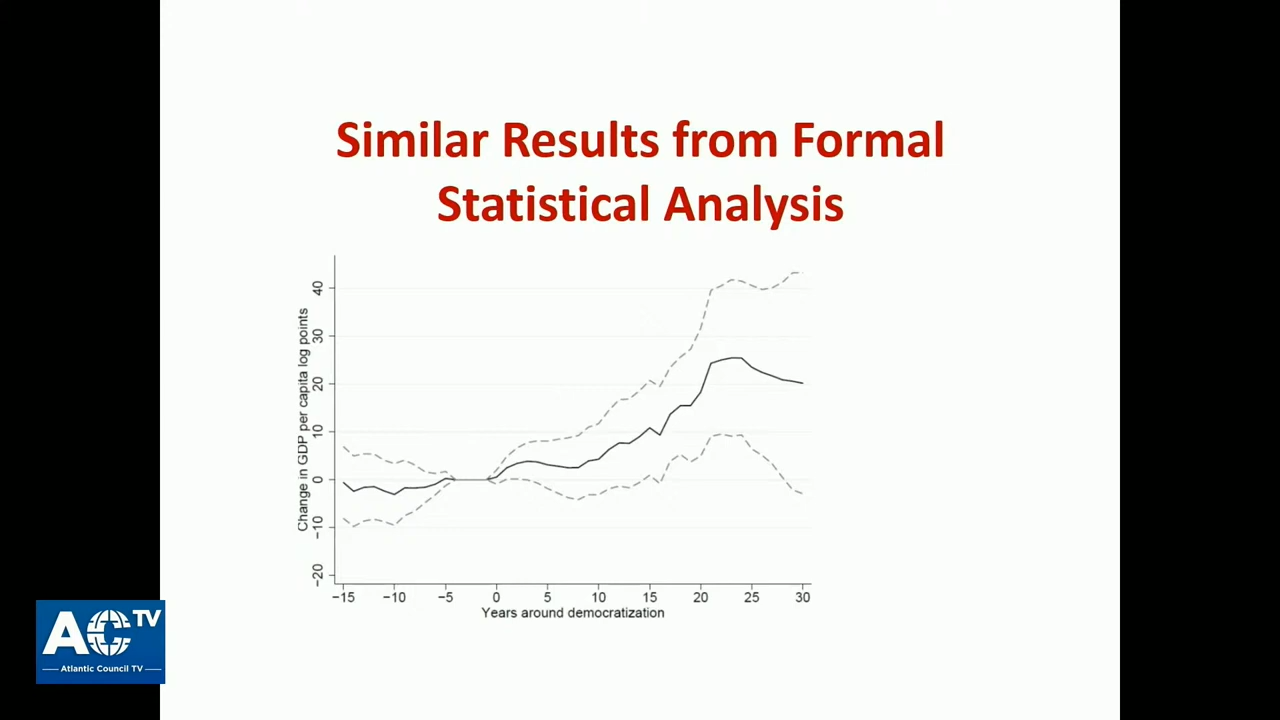 Similar Results from Formal
Statistical Analysis
Change in GDP per capita log points
40
30
20
10
0
−10
−20
−15 −10 −5 0 5 10 15 20 25 30
Years around democratization
AC TV
Atlantic Council TV